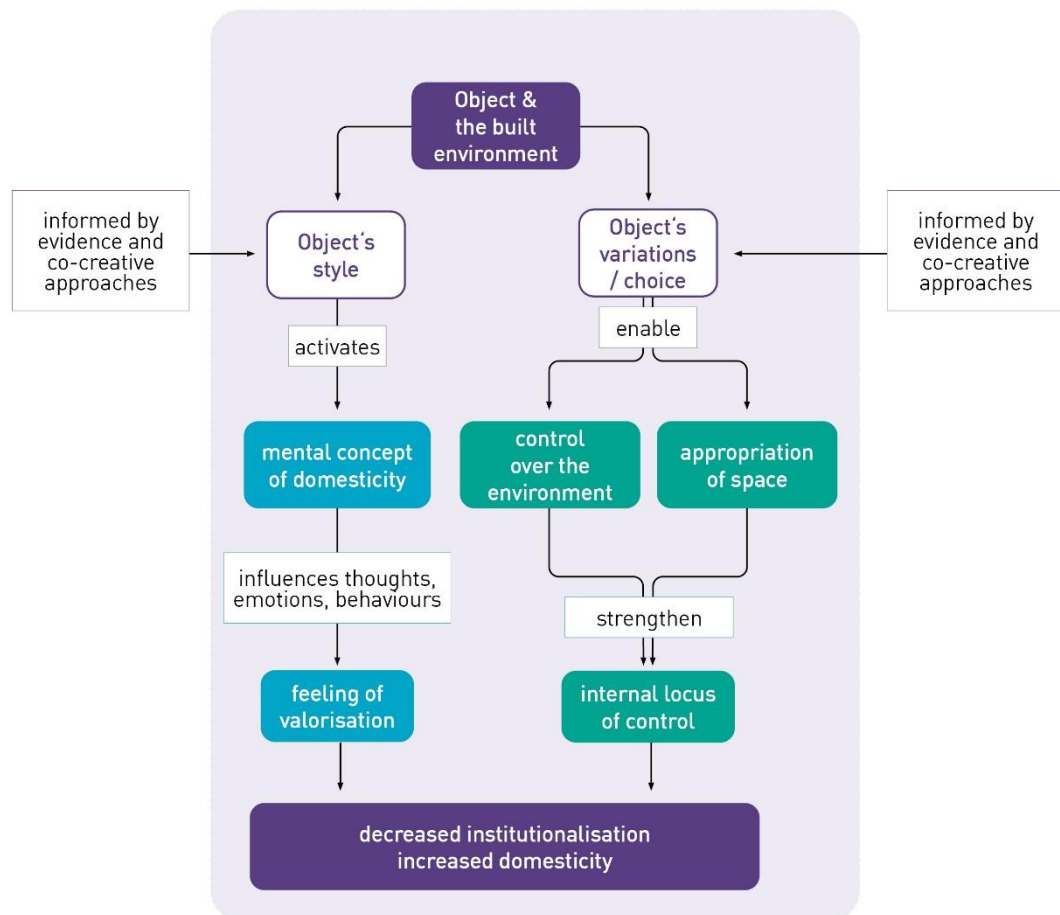 Object &
the built
environment
informed by
evidence and
co-creative
approaches
Object‘s
style
Object‘s
variations
/ choice
informed by
evidence and
co-creative
approaches
activates
enable
mental concept
of domesticity
control
over the
environment
appropriation
of space
influences thoughts,
emotions, behaviours
strengthen
feeling of
valorisation
internal locus
of control
decreased institutionalisation
increased domesticity